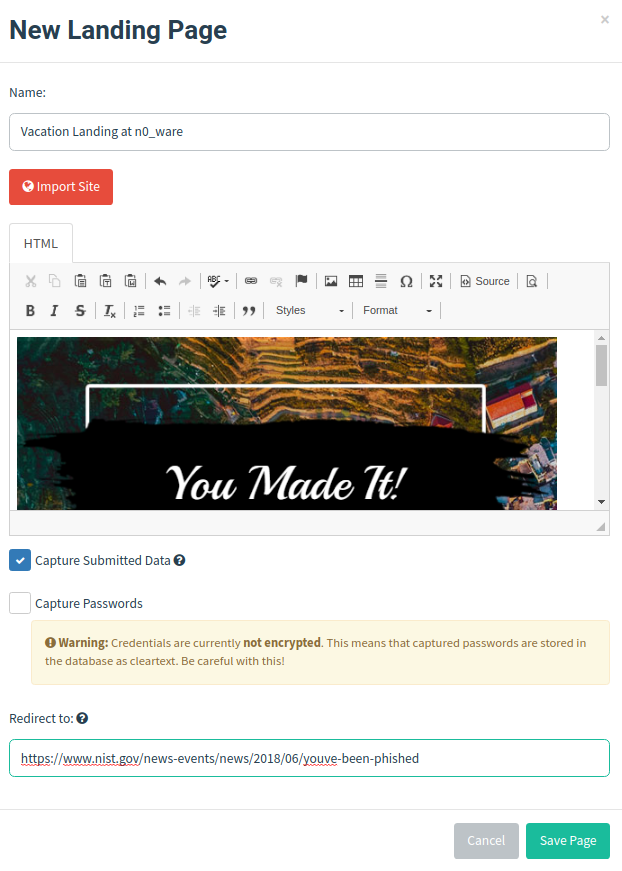 New Landing Page
×
Name:
Vacation Landing at n0_ware
Import Site
HTML
ABC Source
B I S Tx Styles Format
You Made It!
Capture Submitted Data
Capture Passwords
Warning: Credentials are currently not encrypted. This means that captured passwords are stored in
the database as cleartext. Be careful with this!
Redirect to:
https://www.nist.gov/news-events/news/2018/06/youve-been-phished
Cancel Save Page